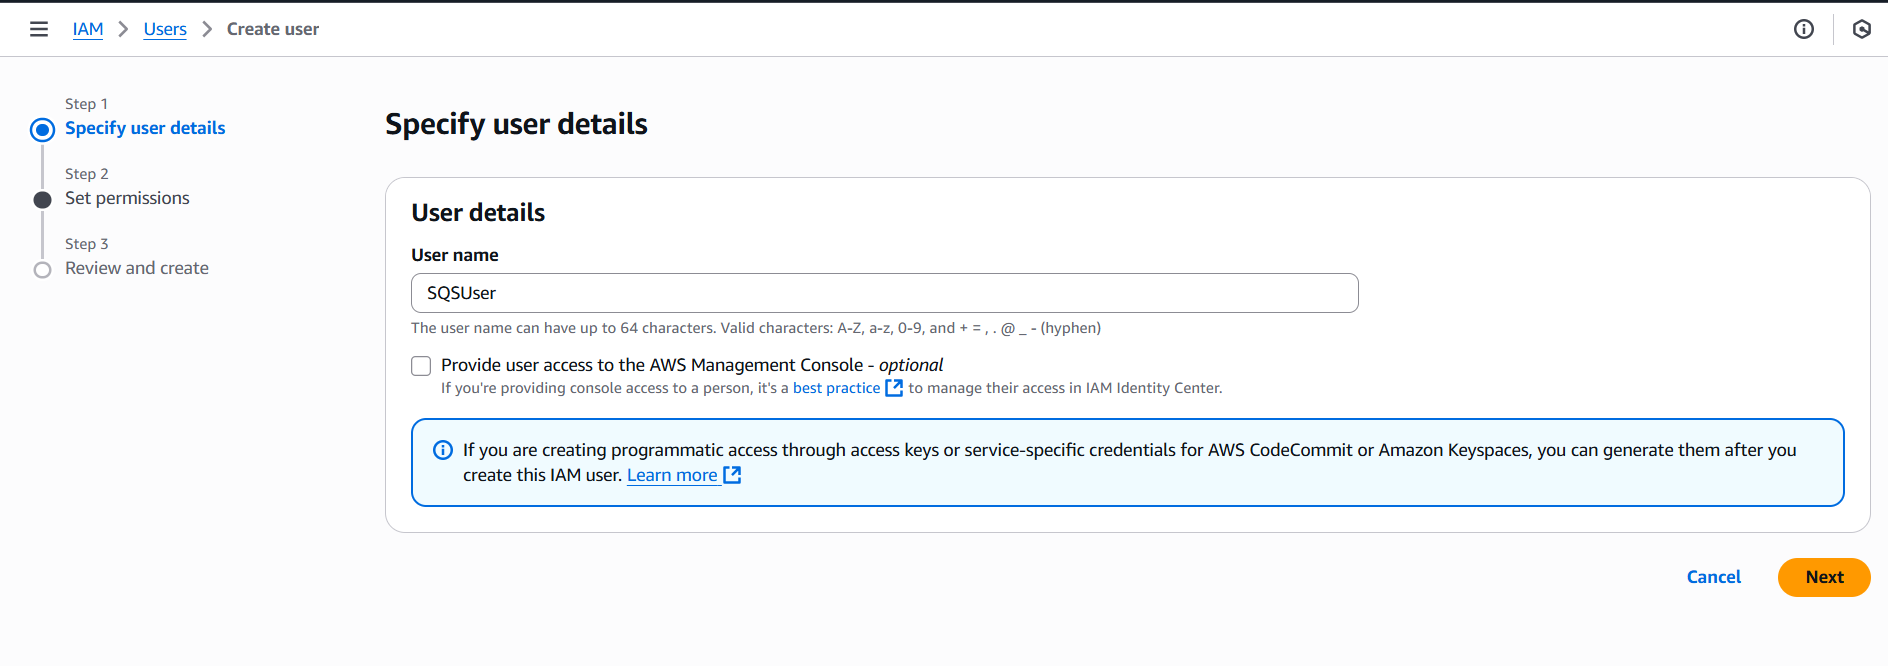 IAM > Users > Create user
Step 1
Specify user details
Step 2
Set permissions
Step 3
Review and create
Specify user details
User details
User name
SQSUser
The user name can have up to 64 characters. Valid characters: A-Z, a-z, 0-9, and + = , . @ _ - (hyphen)
Provide user access to the AWS Management Console - optional
If you're providing console access to a person, it's a best practice to manage their access in IAM Identity Center.
If you are creating programmatic access through access keys or service-specific credentials for AWS CodeCommit or Amazon Keyspaces, you can generate them after you
create this IAM user. Learn more
Cancel
Next